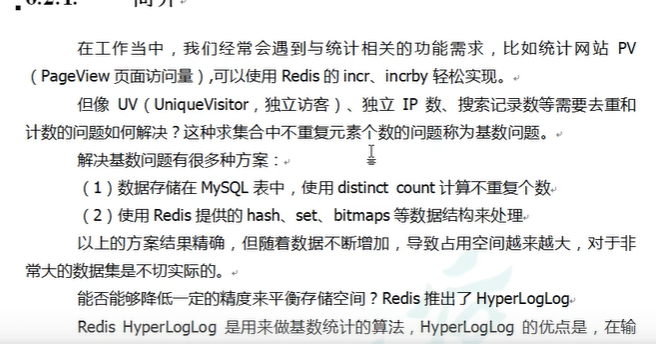 6.2.1. 简介
在工作当中，我们经常会遇到与统计相关的功能需求，比如统计网站 PV
（PageView 页面访问量）,可以使用 Redis 的 incr、incrby 轻松实现。
但像 UV（UniqueVisitor，独立访客）、独立 IP 数、搜索记录数等需要去重和
计数的问题如何解决？这种求集合中不重复元素个数的问题称为基数问题。
解决基数问题有很多种方案：
（1）数据存储在 MySQL 表中，使用 distinct count 计算不重复个数
（2）使用 Redis 提供的 hash、set、bitmaps 等数据结构来处理
以上的方案结果精确，但随着数据不断增加，导致占用空间越来越大，对于非
常大的数据集是不切实际的。
能否能够降低一定的精度来平衡存储空间？Redis 推出了 HyperLogLog
Redis HyperLogLog 是用来做基数统计的算法，HyperLogLog 的优点是，在输